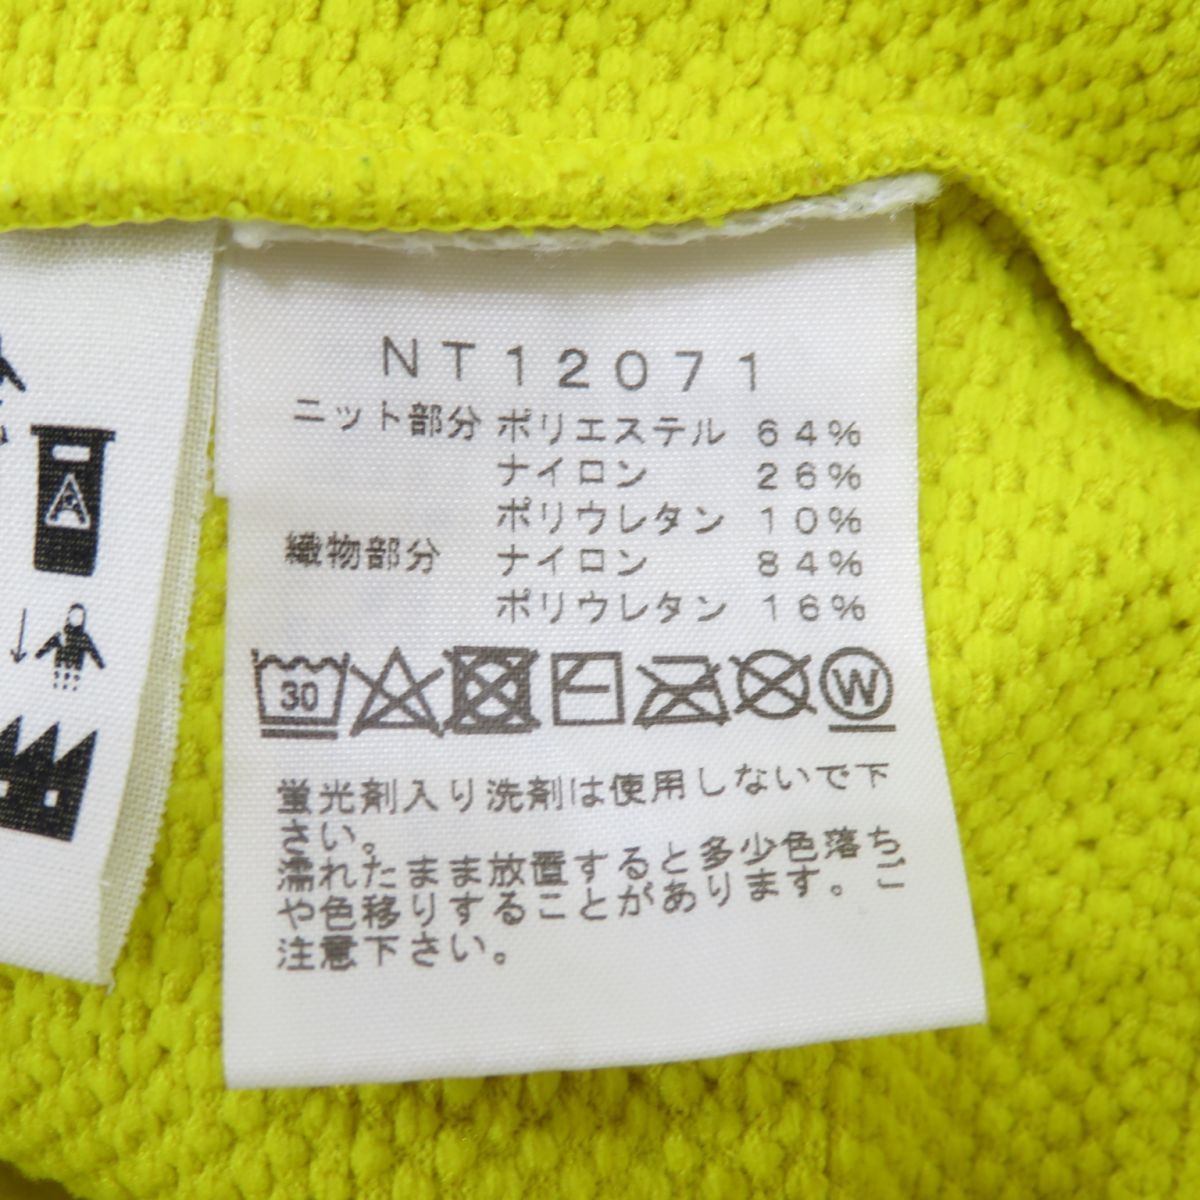 NT12071
ニット部分 ポリエステル 64%
ナイロン 26%
ポリウレタン 10%
織物部分 ナイロン 84%
ポリウレタン 16%
30 W
蛍光剤入り洗剤は使用しないで下
さい。
濡れたまま放置すると多少色落ち
や色移りすることがあります。ご
注意下さい。